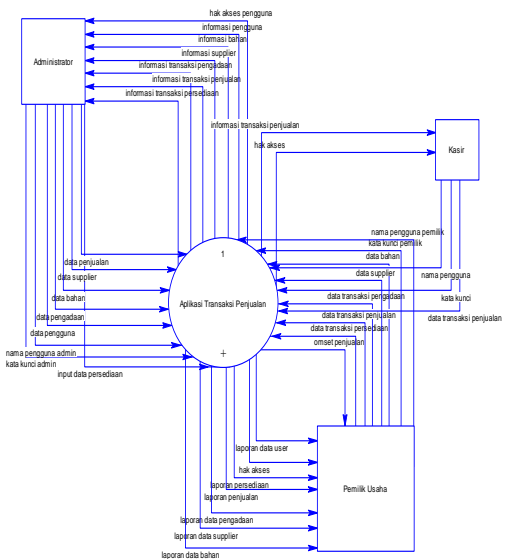 hak akses pengguna
informasi pengguna
informasi bahan
informasi supplier
informasi transaksi pengadaan
informasi transaksi penjualan
informasi transaksi persediaan
Administrator
informasi transaksi penjualan
hak akses
Kasir
nama pengguna pemilik
kata kunci pemilik
data bahan
data supplier
nama pengguna
data transaksi pengadaan
kata kunci
data transaksi penjualan
data transaksi penjualan
data transaksi persediaan
omset penjualan
1
Aplikasi Transaksi Penjualan
+
data penjualan
data supplier
data bahan
data pengadaan
data pengguna
nama pengguna admin
kata kunci admin
input data persediaan
laporan data user
hak akses
laporan persediaan
laporan penjualan
laporan data pengadaan
laporan data supplier
laporan data bahan
Pemilik Usaha